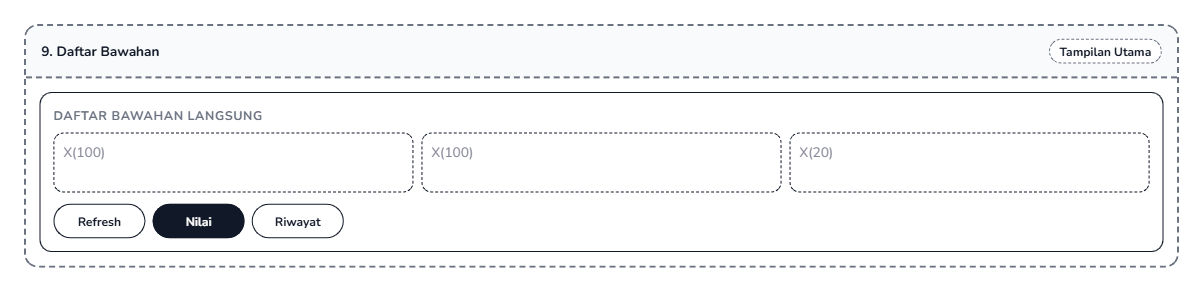 9. Daftar Bawahan
Tampilan Utama
DAFTAR BAWAHAN LANGSUNG
X(100)
X(100)
X(20)
Refresh
Nilai
Riwayat